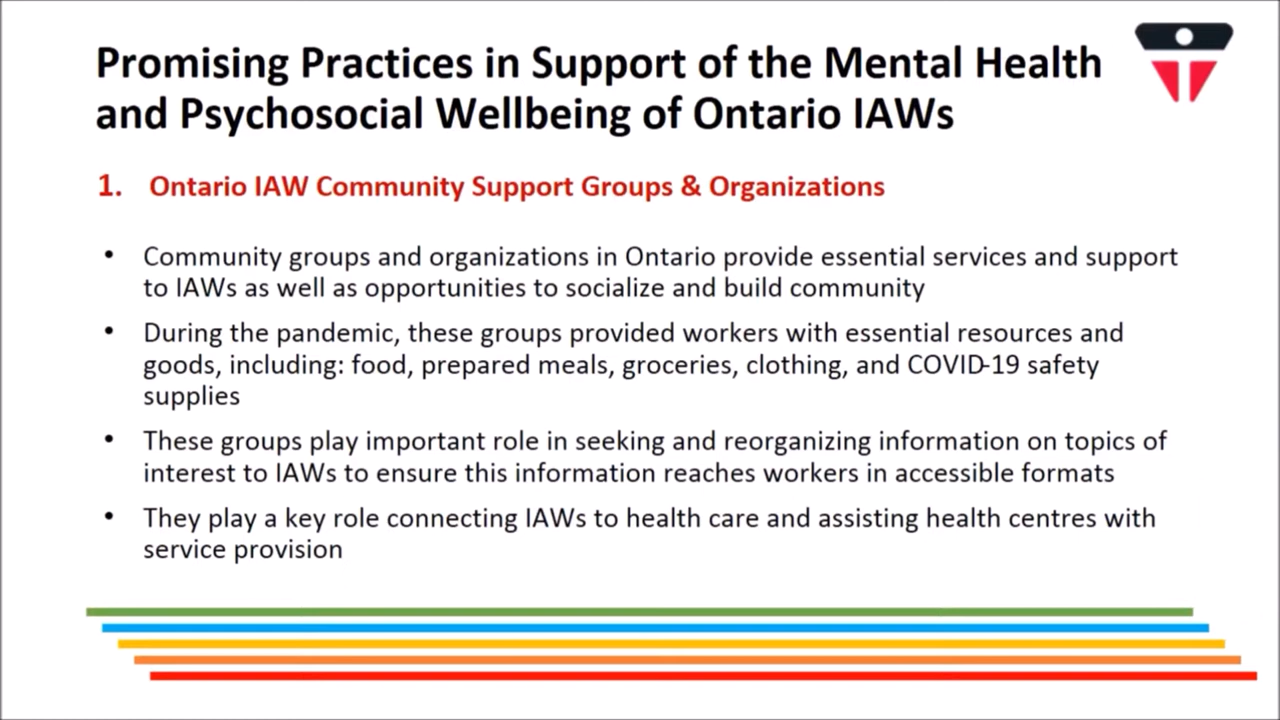 Promising Practices in Support of the Mental Health
and Psychosocial Wellbeing of Ontario IAWs
1. Ontario IAW Community Support Groups & Organizations
• Community groups and organizations in Ontario provide essential services and support
to IAWs as well as opportunities to socialize and build community
• During the pandemic, these groups provided workers with essential resources and
goods, including: food, prepared meals, groceries, clothing, and COVID-19 safety
supplies
• These groups play important role in seeking and reorganizing information on topics of
interest to IAWs to ensure this information reaches workers in accessible formats
• They play a key role connecting IAWs to health care and assisting health centres with
service provision